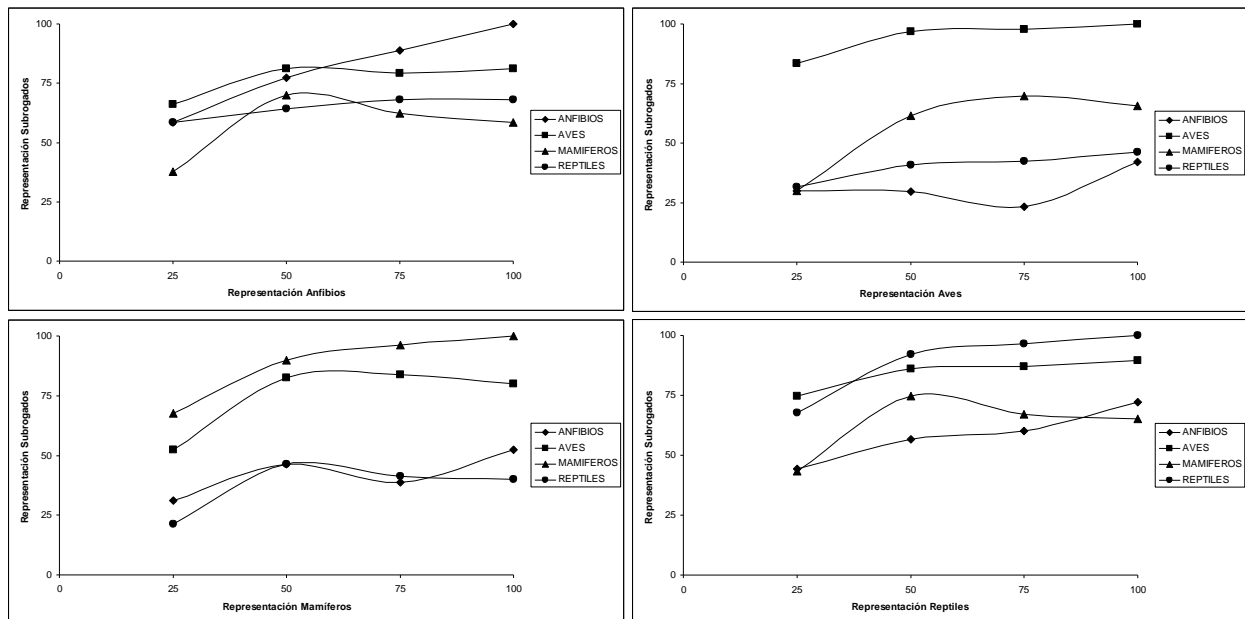 100
75
50
25
0
0 25 50 75 100
Representación Subrogados
Representación Anfibios
ANFIBIOS
AVES
MAMIFEROS
REPTILES
100
75
50
25
0
0 25 50 75 100
Representación Subrogados
Representación Aves
ANFIBIOS
AVES
MAMIFEROS
REPTILES
100
75
50
25
0
0 25 50 75 100
Representación Subrogados
Representación Mamíferos
ANFIBIOS
AVES
MAMIFEROS
REPTILES
100
75
50
25
0
0 25 50 75 100
Representación Subrogados
Representación Reptiles
ANFIBIOS
AVES
MAMIFEROS
REPTILES